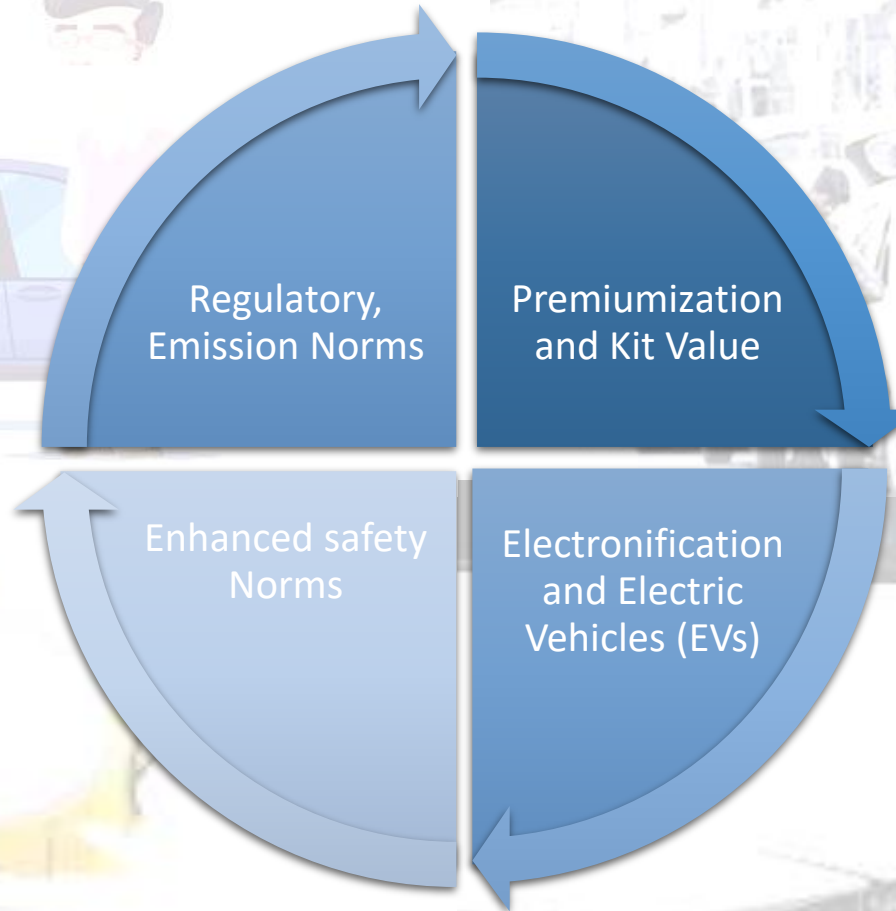 Regulatory,
Emission Norms
Premiumization
and Kit Value
Enhanced safety
Norms
Electronification
and Electric
Vehicles (EVs)